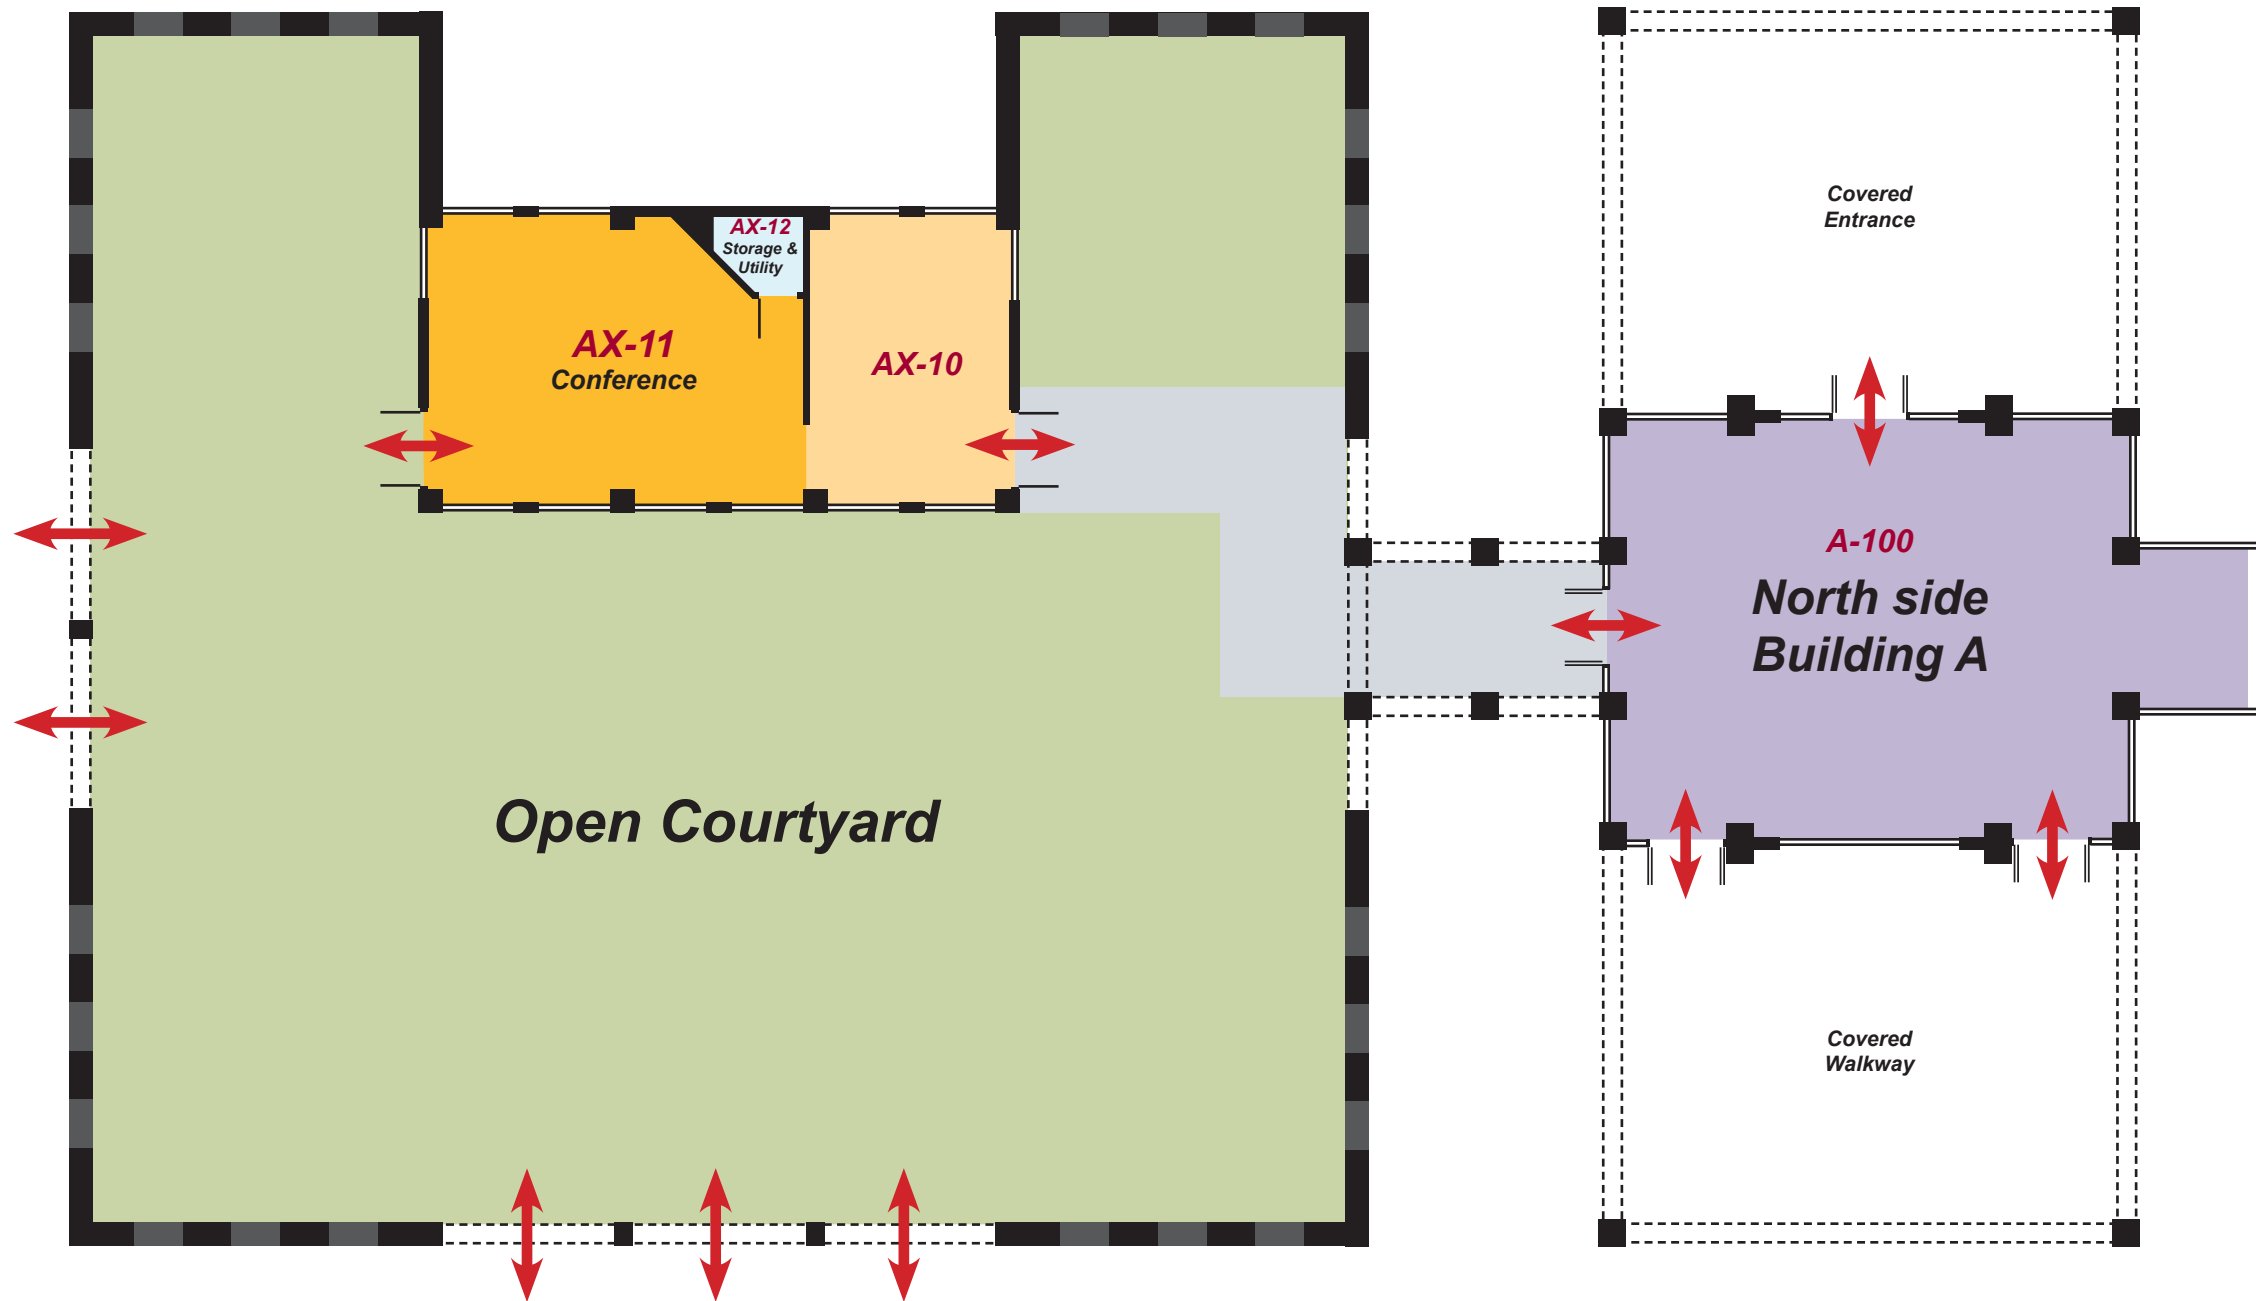 Covered
Entrance
AX-12
Storage &
Utility
AX-11
Conference
AX-10
A-100
North side
Building A
Open Courtyard
Covered
Walkway